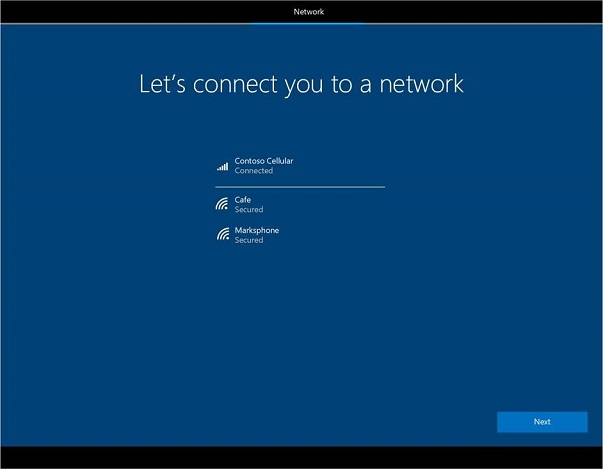 Network
Let's connect you to a network
Contoso Cellular
Connected
Cafe
Secured
Marksphone
Secured
Next